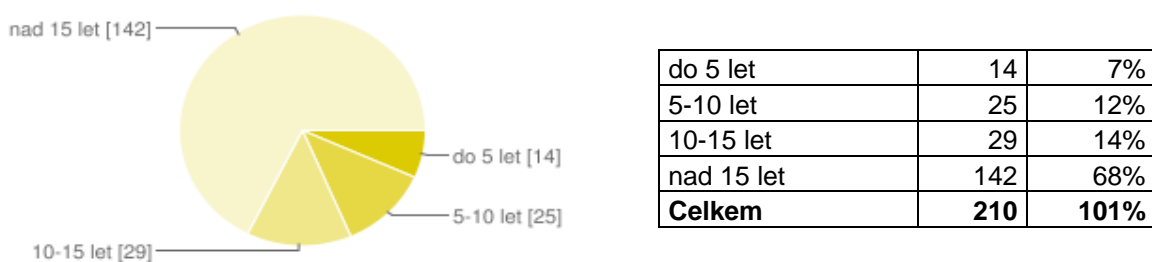 nad 15 let [142]
do 5 let [14]
5-10 let [25]
10-15 let [29]
do 5 let 14 7%
5-10 let 25 12%
10-15 let 29 14%
nad 15 let 142 68%
Celkem 210 101%